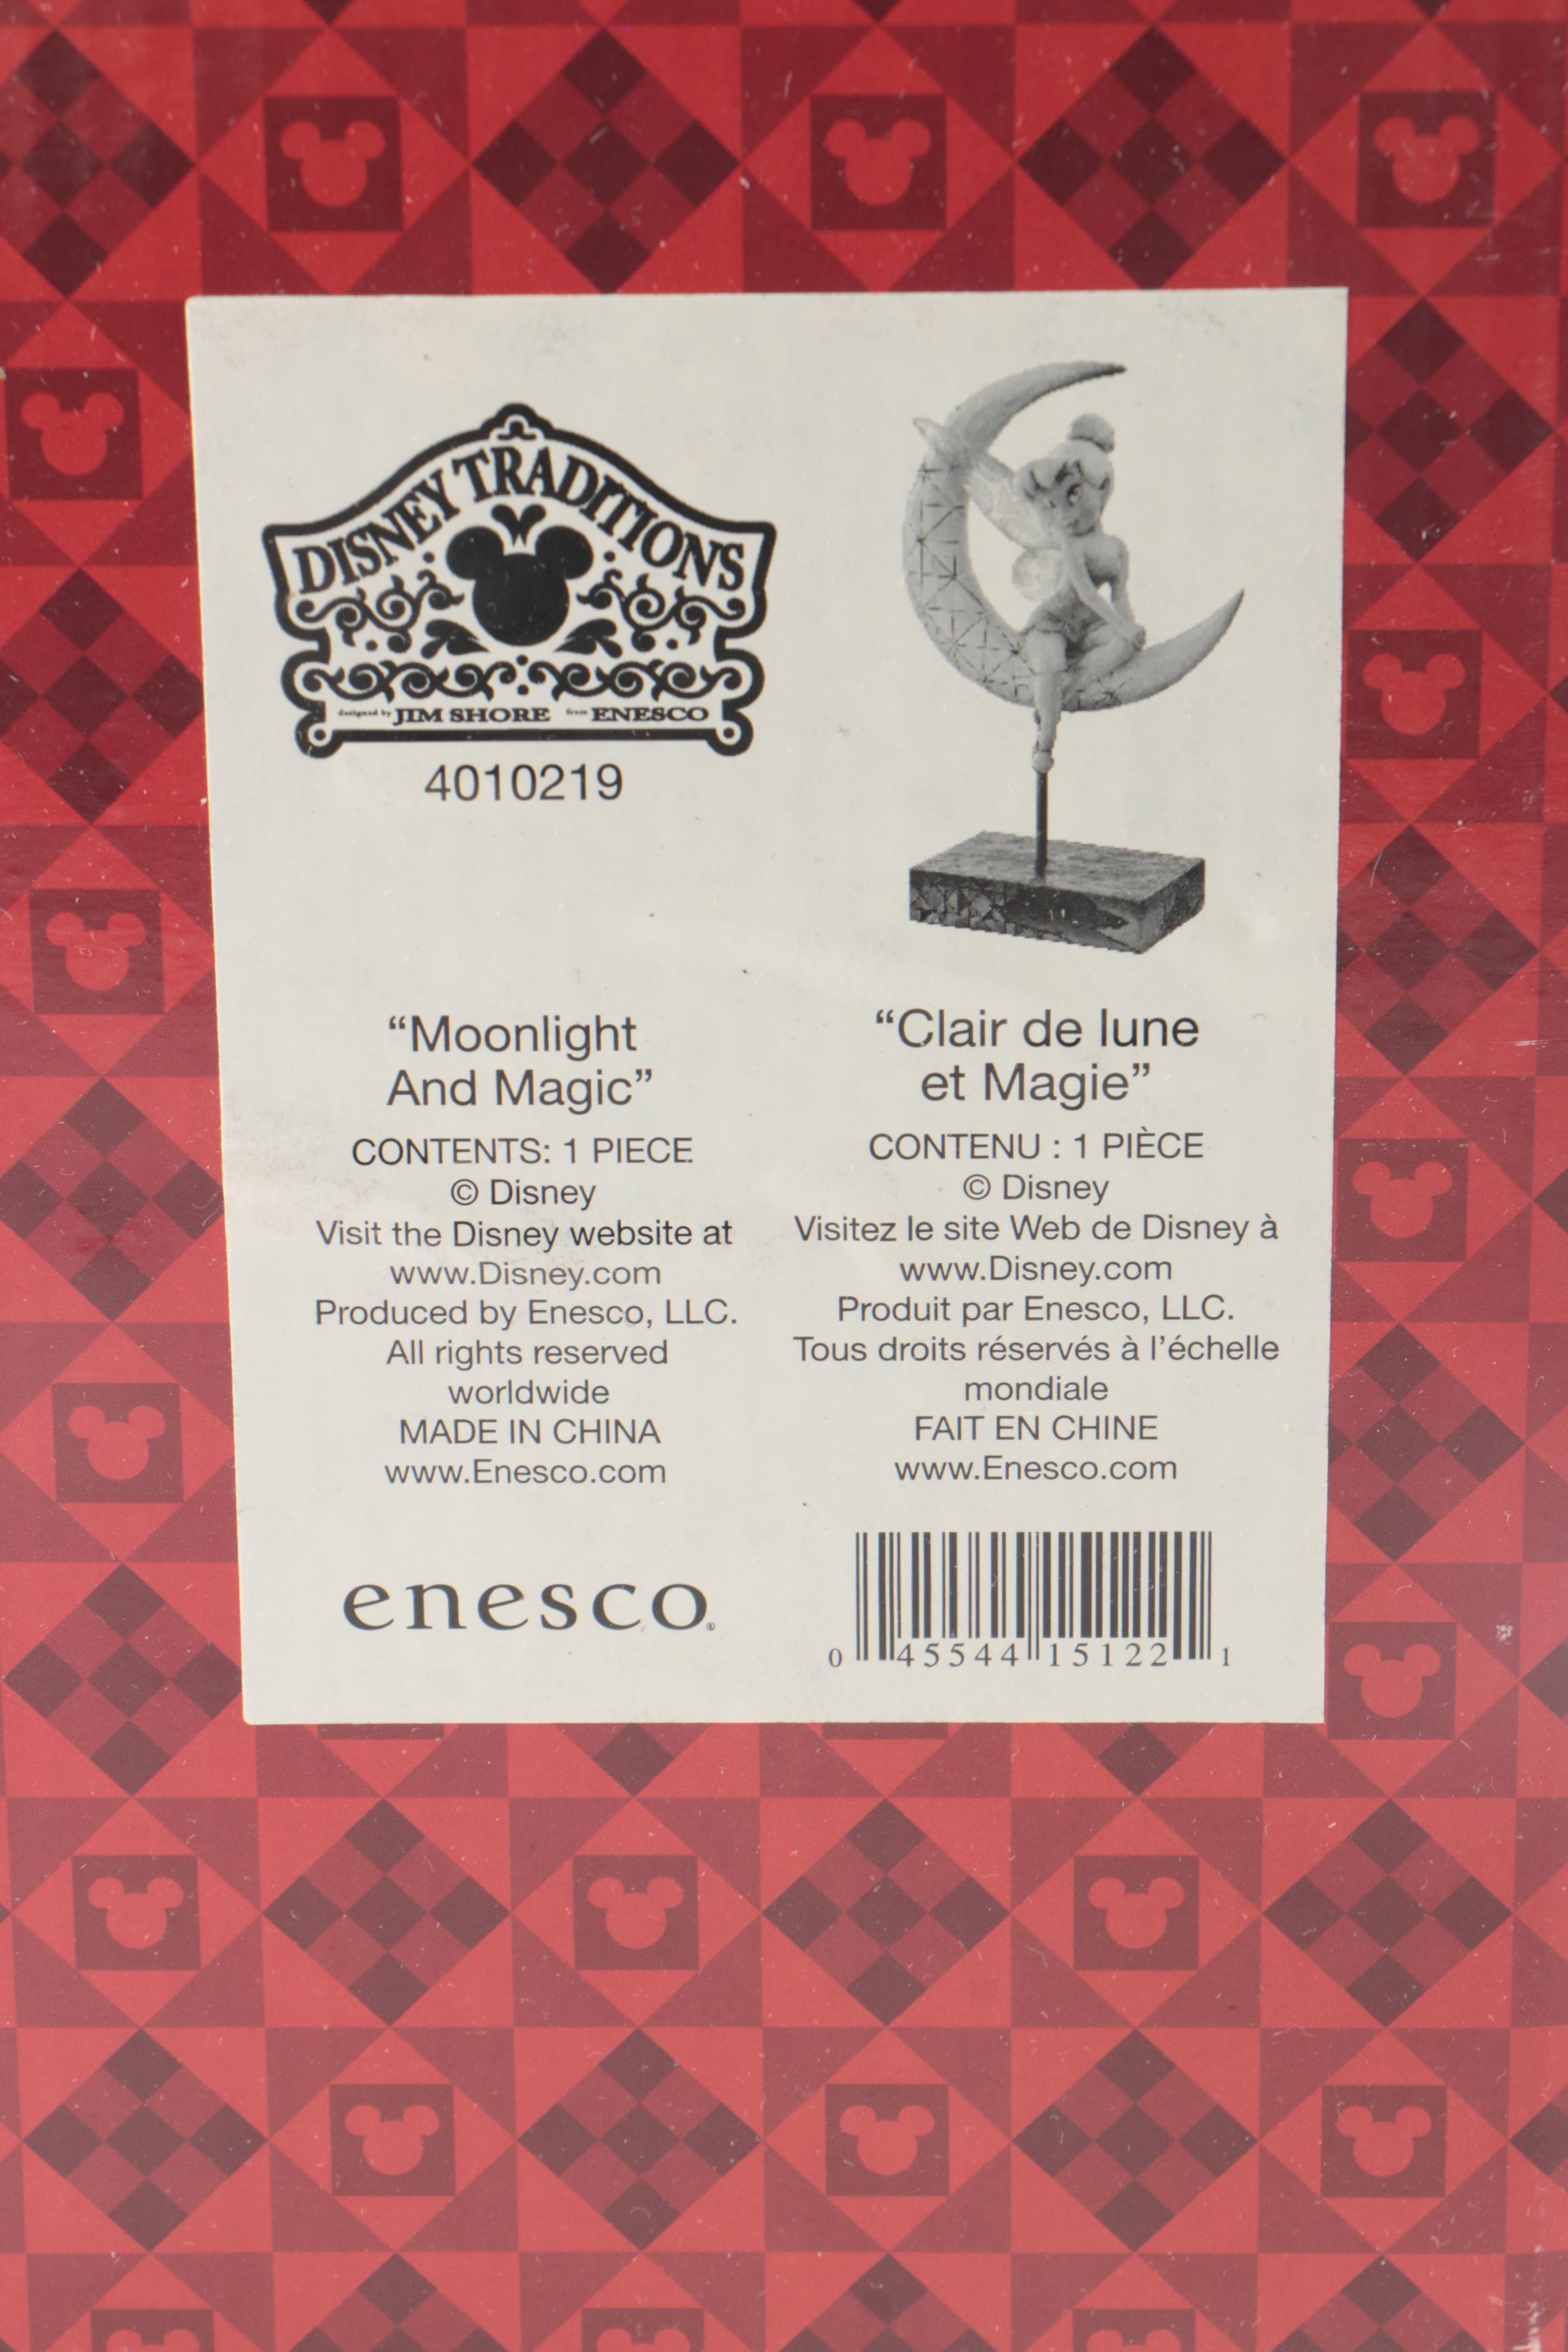 DISNEY TRADITIONS
designed by JIM SHORE from ENESCO
4010219
“Moonlight
And Magic”
CONTENTS: 1 PIECE
© Disney
Visit the Disney website at
www.Disney.com
Produced by Enesco, LLC.
All rights reserved
worldwide
MADE IN CHINA
www.Enesco.com
enesco®
“Clair de lune
et Magie”
CONTENU : 1 PIÈCE
© Disney
Visitez le site Web de Disney à
www.Disney.com
Produit par Enesco, LLC.
Tous droits réservés à l’échelle
mondiale
FAIT EN CHINE
www.Enesco.com
0 45544 15122 1